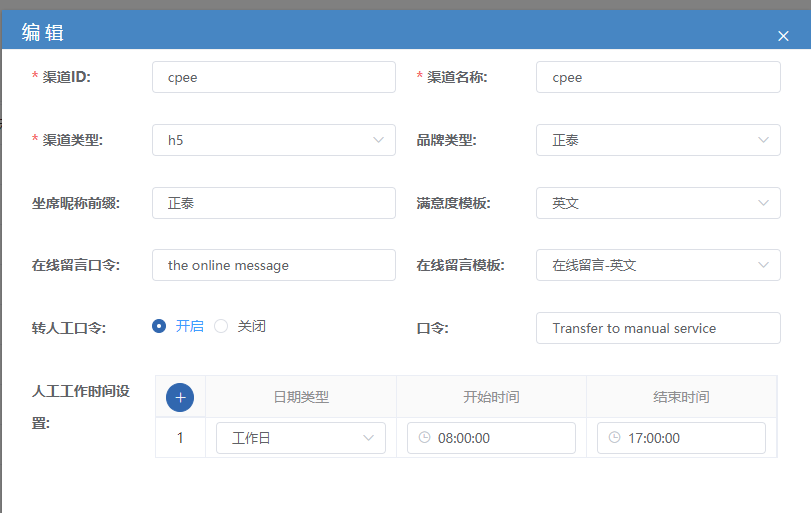 编辑
* 渠道ID: cpee * 渠道名称: cpee
* 渠道类型: h5 品牌类型: 正泰
坐席昵称前缀: 正泰 满意度模板: 英文
在线留言口令: the online message 在线留言模板: 在线留言-英文
转人工口令: 开启 关闭 口令: Transfer to manual service
人工工作时间设置:
+ 日期类型 开始时间 结束时间
1 工作日 08:00:00 17:00:00